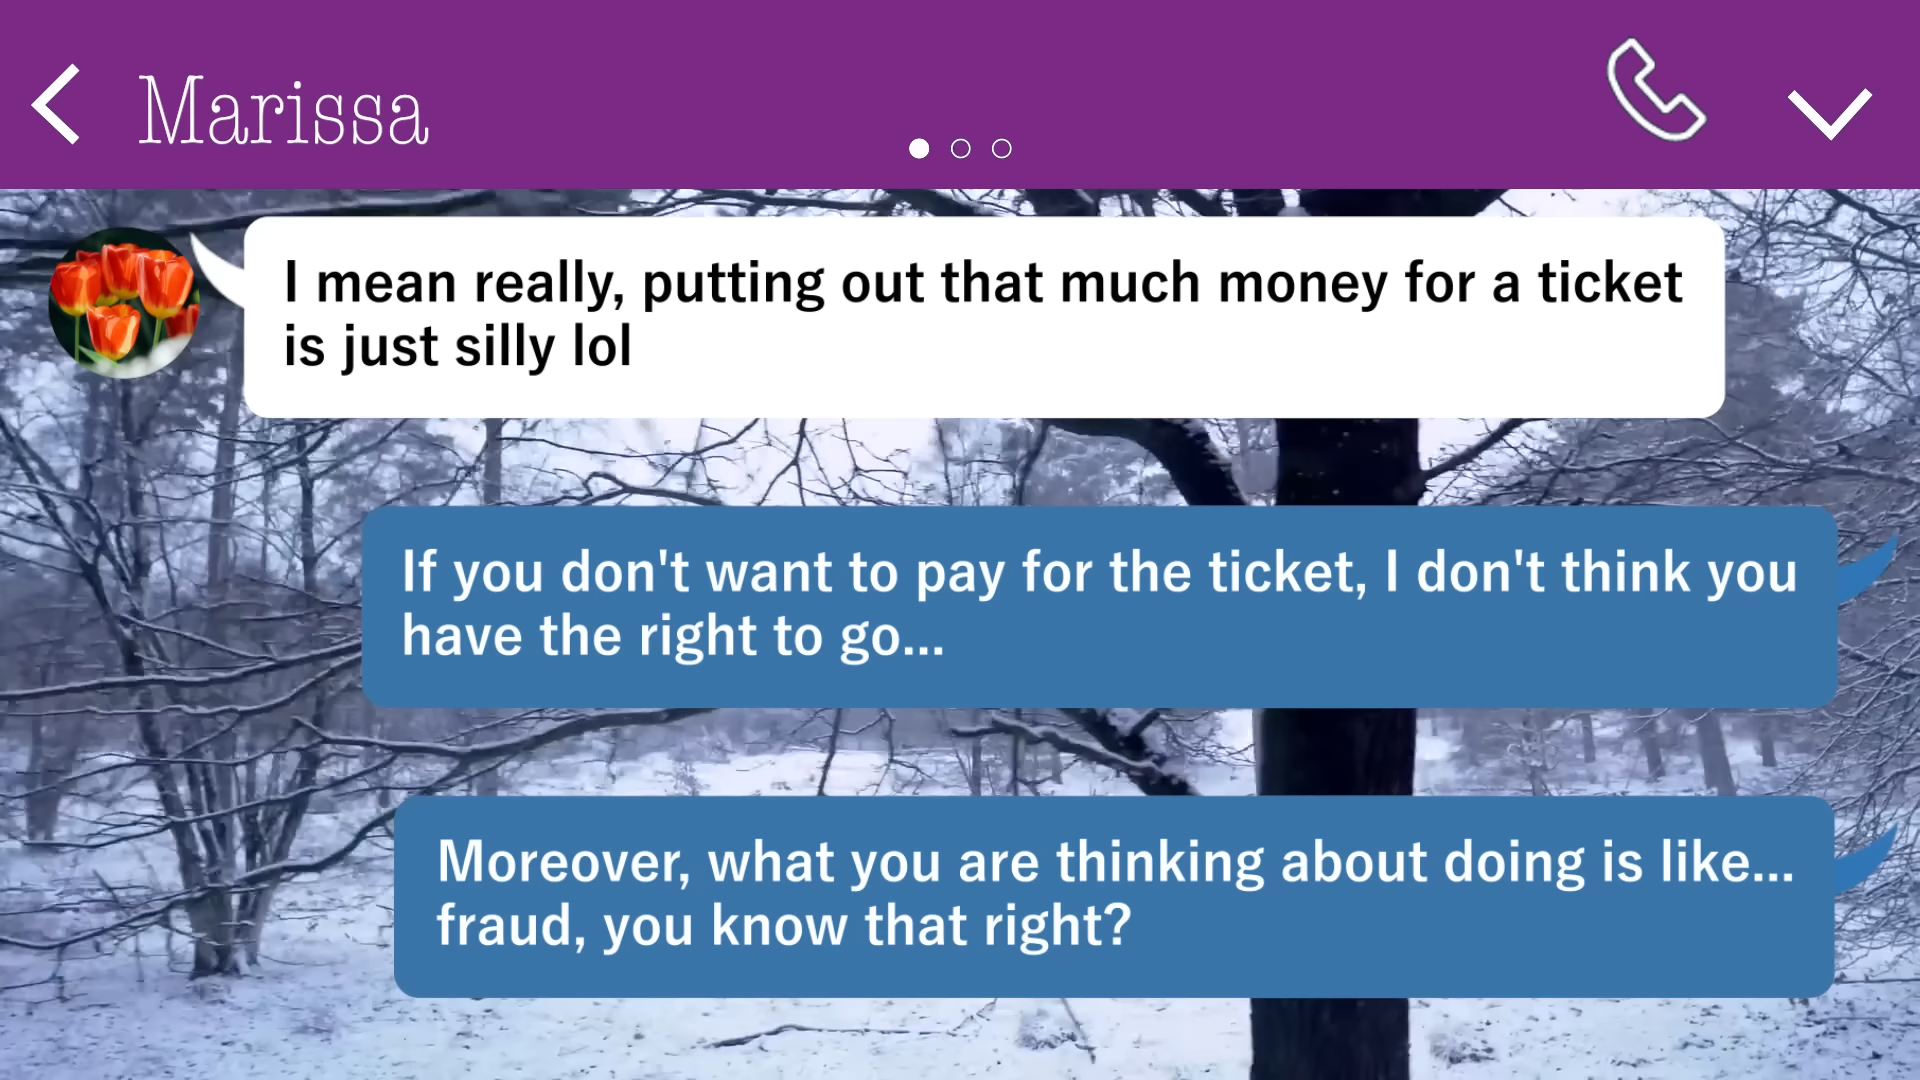 Marissa
I mean really, putting out that much money for a ticket
is just silly lol
If you don't want to pay for the ticket, I don't think you
have the right to go...
Moreover, what you are thinking about doing is like...
fraud, you know that right?